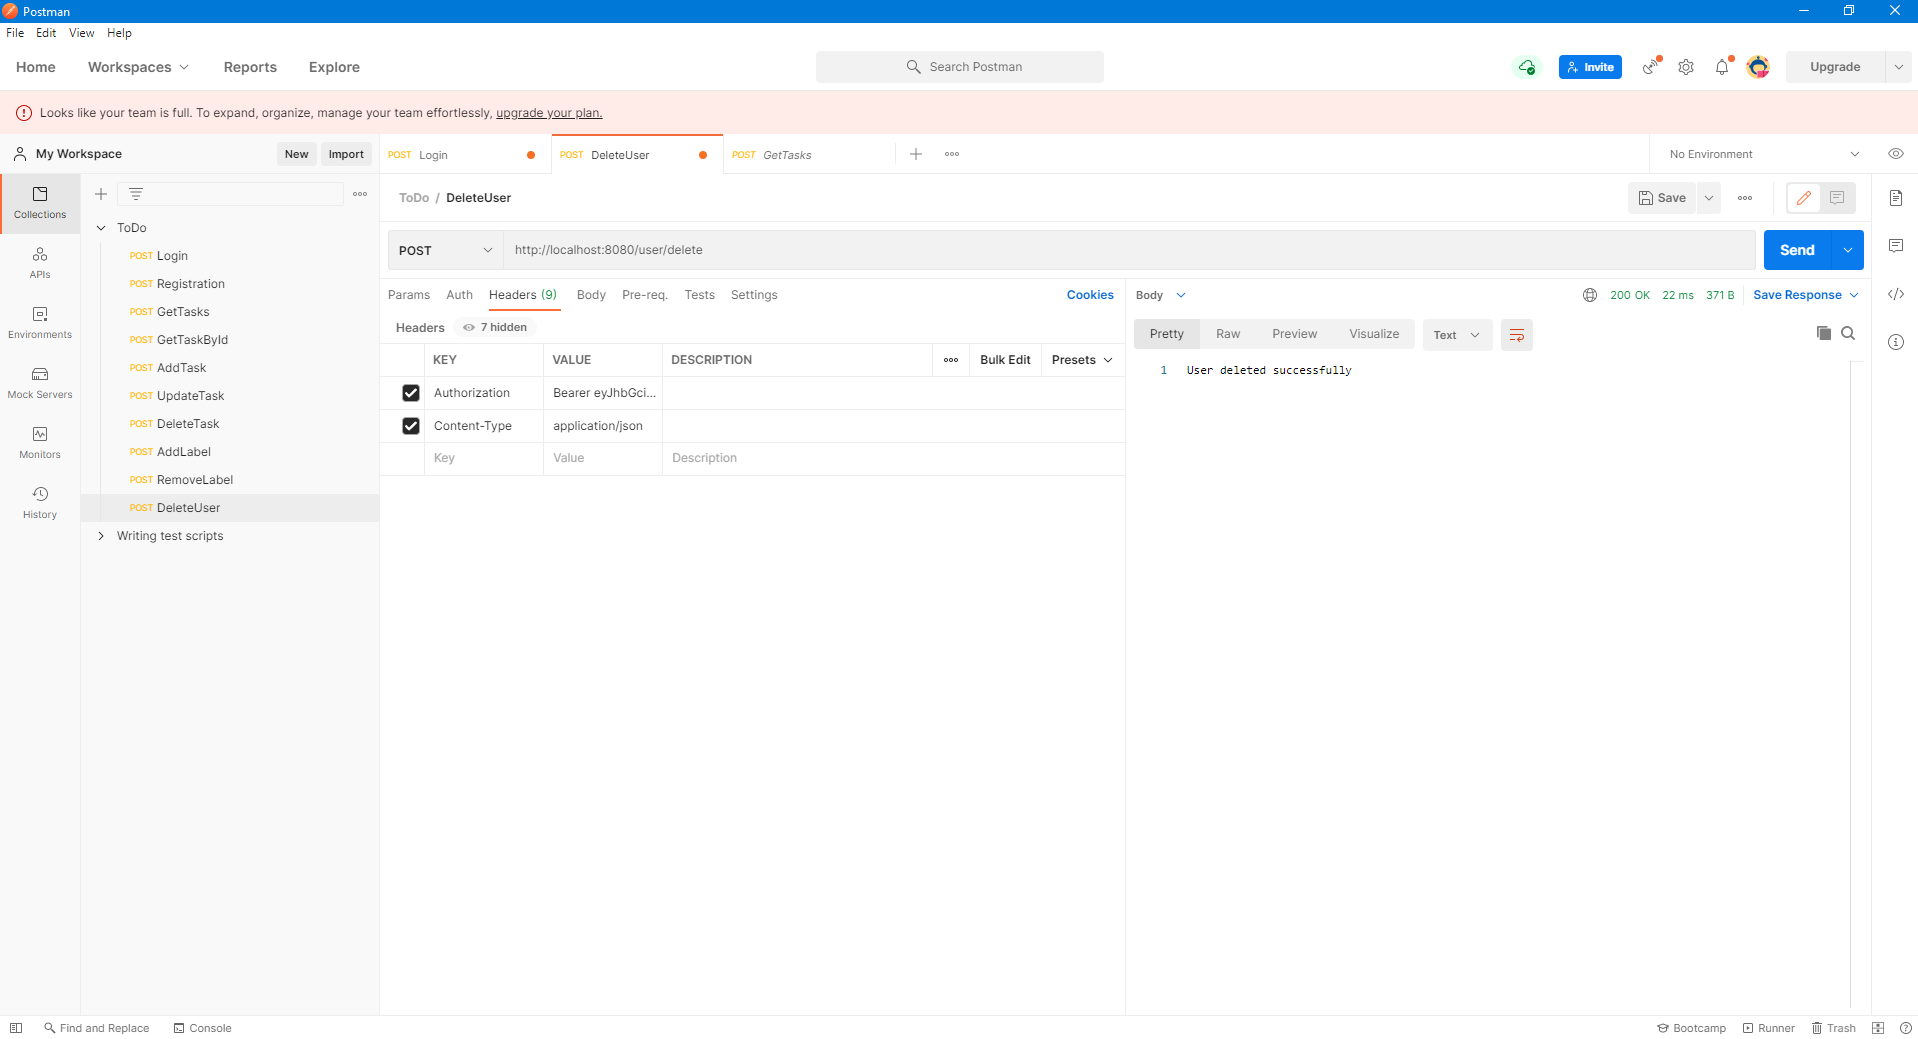 Postman
File Edit View Help
Home Workspaces Reports Explore Search Postman Invite Upgrade
Looks like your team is full. To expand, organize, manage your team effortlessly, upgrade your plan.
My Workspace New Import POST Login POST DeleteUser POST GetTasks No Environment
Collections
APIs
Environments
Mock Servers
Monitors
History
ToDo
POST Login
POST Registration
POST GetTasks
POST GetTaskById
POST AddTask
POST UpdateTask
POST DeleteTask
POST AddLabel
POST RemoveLabel
POST DeleteUser
Writing test scripts
ToDo / DeleteUser Save
POST http://localhost:8080/user/delete Send
Params Auth Headers (9) Body Pre-req. Tests Settings Cookies
Headers 7 hidden
KEY VALUE DESCRIPTION Bulk Edit Presets
Authorization Bearer eyJhbGci...
Content-Type application/json
Key Value Description
Body 200 OK 22 ms 371 B Save Response
Pretty Raw Preview Visualize Text
1 User deleted successfully
Find and Replace Console Bootcamp Runner Trash